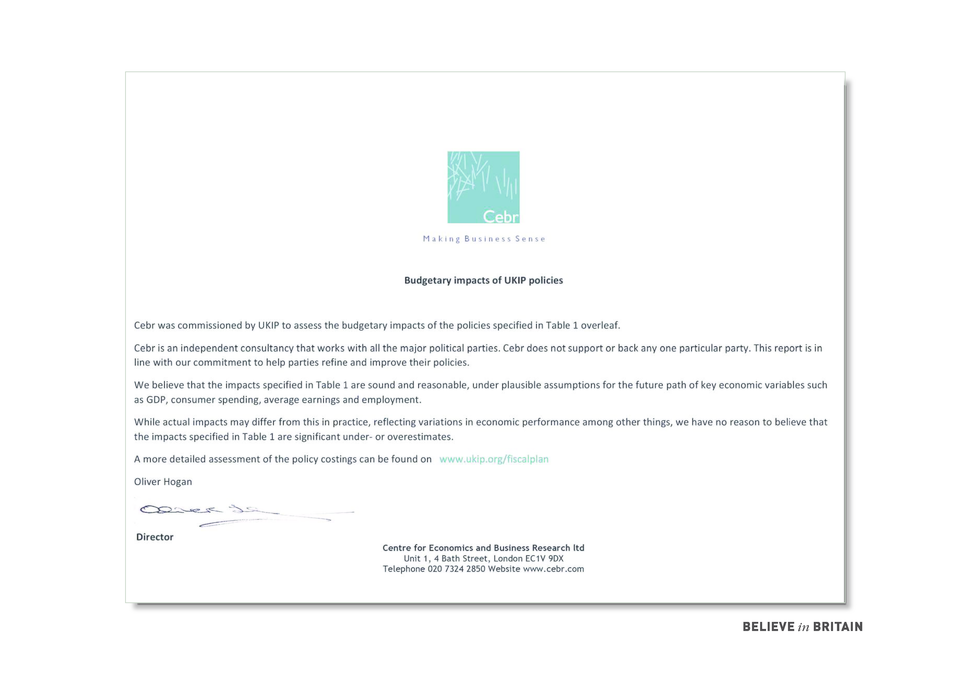 Cebr
Making Business Sense
Budgetary impacts of UKIP policies
Cebr was commissioned by UKIP to assess the budgetary impacts of the policies specified in Table 1 overleaf.
Cebr is an independent consultancy that works with all the major political parties. Cebr does not support or back any one particular party. This report is in
line with our commitment to help parties refine and improve their policies.
We believe that the impacts specified in Table 1 are sound and reasonable, under plausible assumptions for the future path of key economic variables such
as GDP, consumer spending, average earnings and employment.
While actual impacts may differ from this in practice, reflecting variations in economic performance among other things, we have no reason to believe that
the impacts specified in Table 1 are significant under- or overestimates.
A more detailed assessment of the policy costings can be found on www.ukip.org/fiscalplan
Oliver Hogan
Director
Centre for Economics and Business Research ltd
Unit 1, 4 Bath Street, London EC1V 9DX
Telephone 020 7324 2850 Website www.cebr.com
BELIEVE in BRITAIN